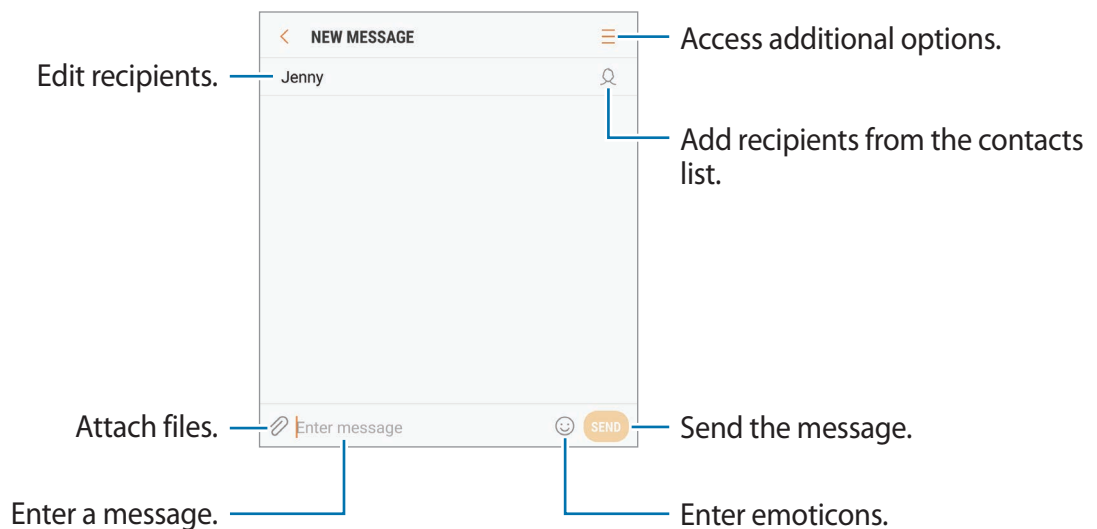 NEW MESSAGE
Access additional options.
Edit recipients.
Jenny
Add recipients from the contacts
list.
Attach files.
Enter message
SEND
Send the message.
Enter a message.
Enter emoticons.